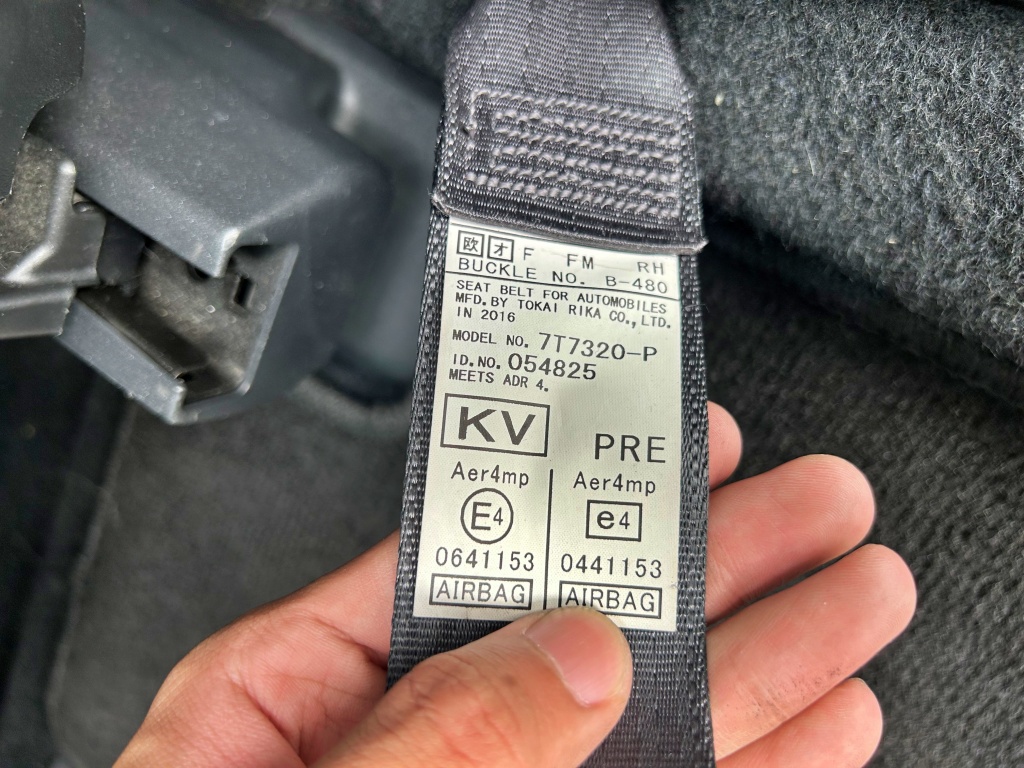 欧 オ F FM RH
BUCKLE NO. B-480
SEAT BELT FOR AUTOMOBILES
MFD. BY TOKAI RIKA CO., LTD.
IN 2016
MODEL NO. 7T7320-P
ID. NO. 054825
MEETS ADR 4.
KV
PRE
Aer4mp
E4
0641153
AIRBAG
Aer4mp
e4
0441153
AIRBAG